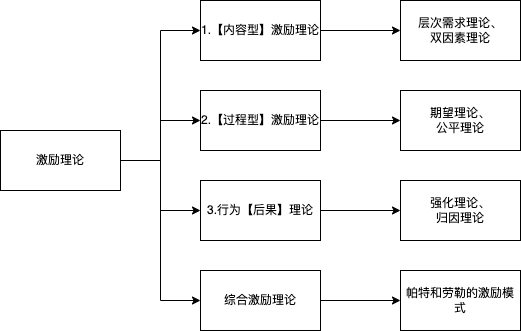 1.【内容型】激励理论
层次需求理论、
双因素理论
2.【过程型】激励理论
期望理论、
公平理论
激励理论
3.行为【后果】理论
强化理论、
归因理论
综合激励理论
帕特和劳勒的激励模
式